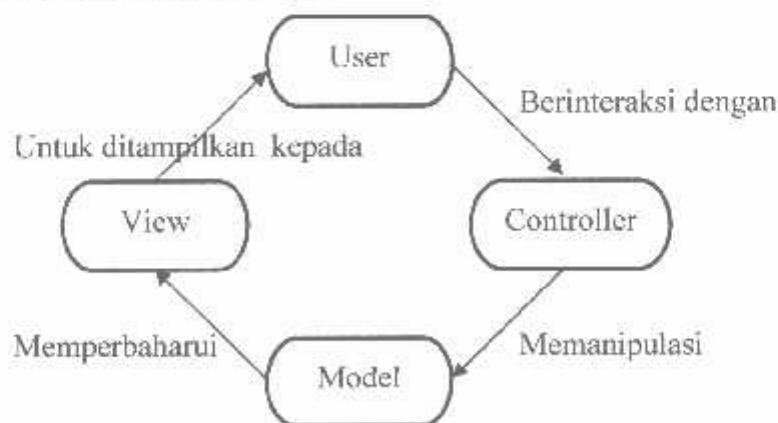 User
Berinteraksi dengan
Untuk ditampilkan kepada
View
Controller
Memperbaharui
Memanipulasi
Model